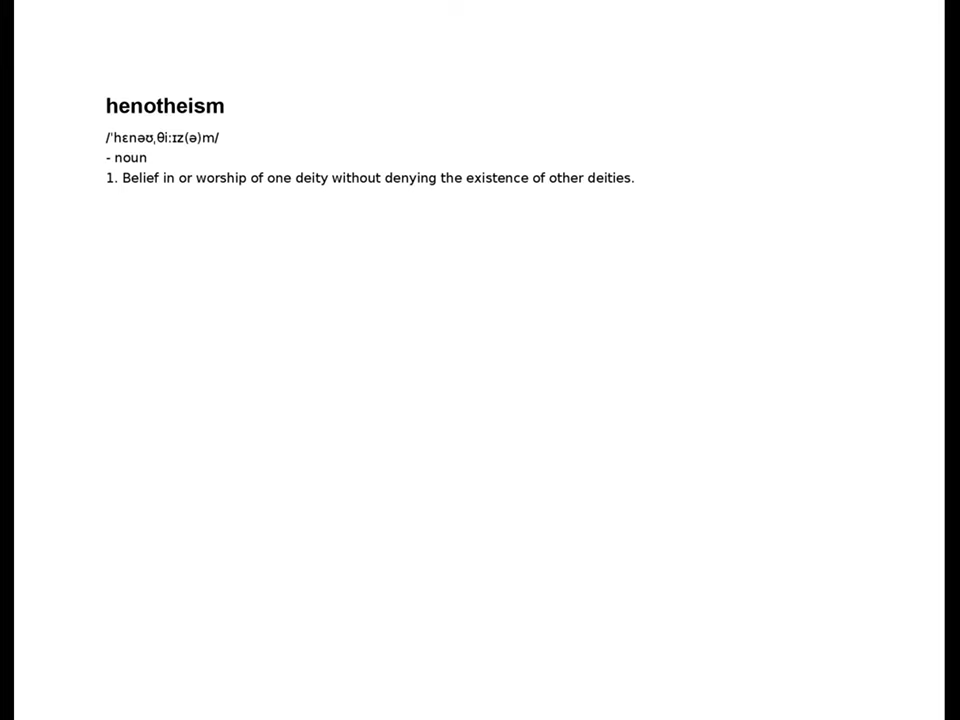 henotheism
/ˈhɛnəʊˌθiːɪz(ə)m/
- noun
1. Belief in or worship of one deity without denying the existence of other deities.